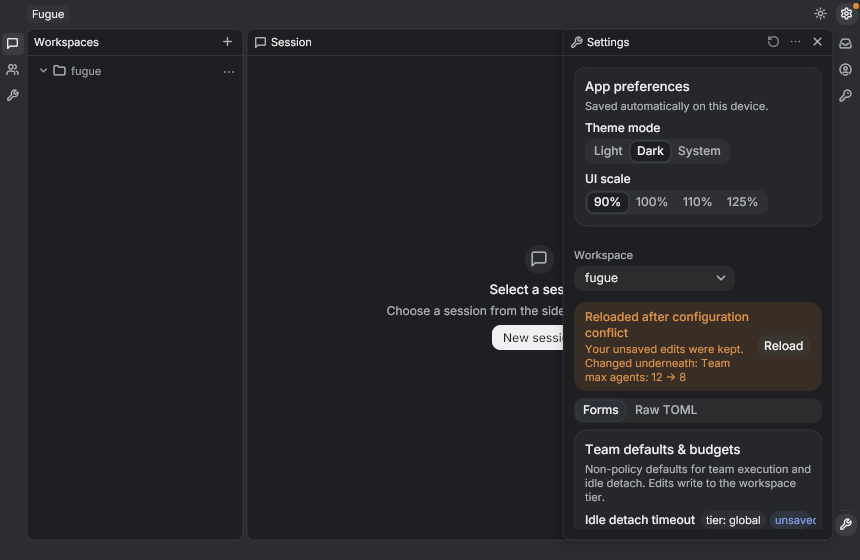 Fugue
Workspaces
fugue
Session
Select a ses
Choose a session from the side
New sessi
Settings
App preferences
Saved automatically on this device.
Theme mode
Light Dark System
UI scale
90% 100% 110% 125%
Workspace
fugue
Reloaded after configuration
conflict
Your unsaved edits were kept.
Changed underneath: Team
max agents: 12 → 8
Reload
Forms Raw TOML
Team defaults & budgets
Non-policy defaults for team execution and
idle detach. Edits write to the workspace
tier.
Idle detach timeout tier: global unsaved